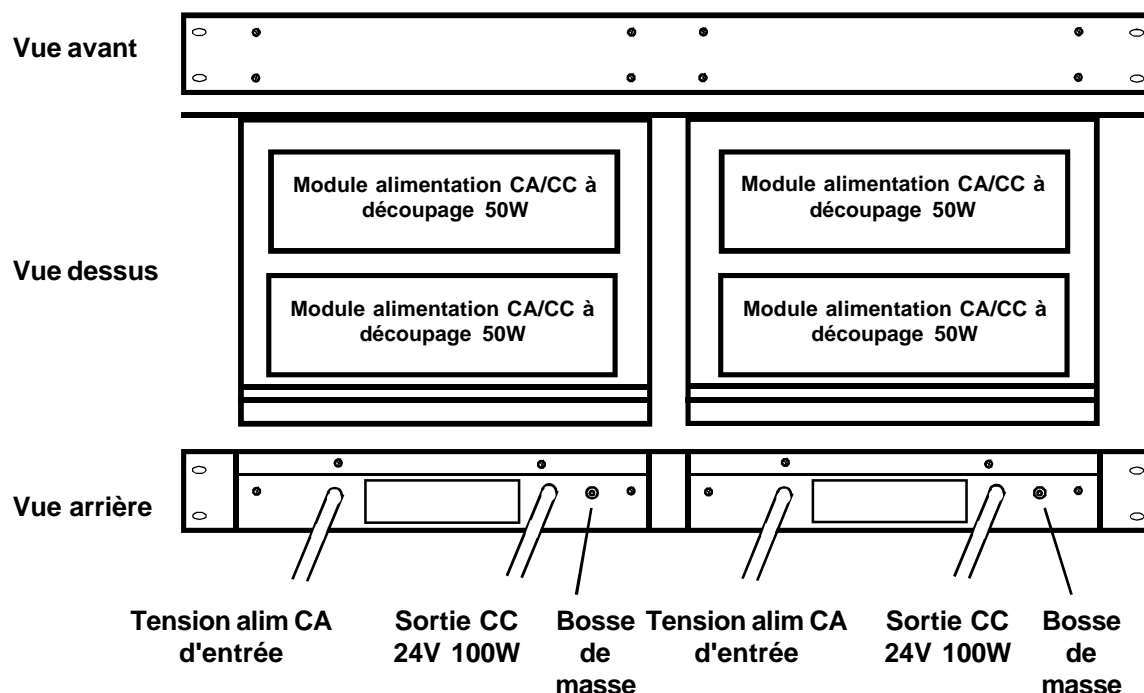 Vue avant
Module alimentation CA/CC à
découpage 50W
Module alimentation CA/CC à
découpage 50W
Vue dessus
Module alimentation CA/CC à
découpage 50W
Module alimentation CA/CC à
découpage 50W
Vue arrière
Tension alim CA
d'entrée
Sortie CC
24V 100W
Bosse
de
masse
Tension alim CA
d'entrée
Sortie CC
24V 100W
Bosse
de
masse